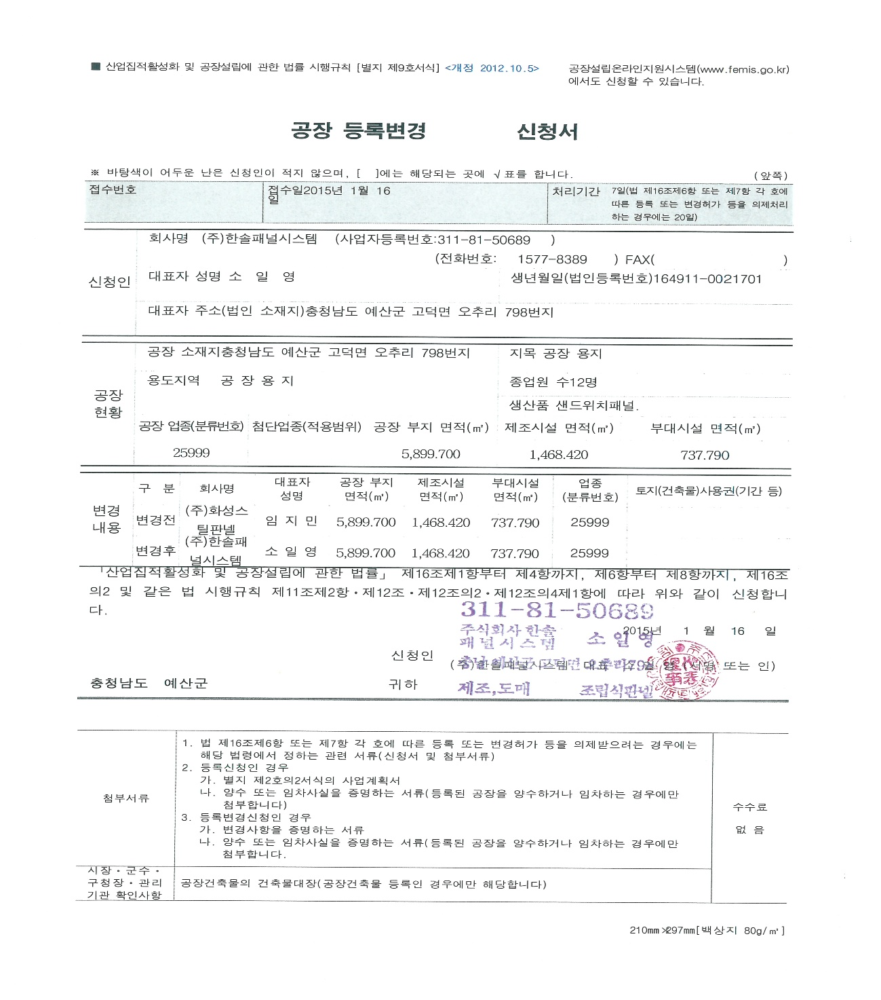 ■ 산업집적활성화 및 공장설립에 관한 법률 시행규칙 [별지 제9호서식] <개정 2012.10.5>
공장설립온라인지원시스템(www.femis.go.kr)
에서도 신청할 수 있습니다.
공장 등록변경 신청서
※ 바탕색이 어두운 난은 신청인이 적지 않으며, [ ]에는 해당되는 곳에 √표를 합니다.
(앞쪽)
접수번호
접수일2015년 1월 16
일
처리기간
7일(법 제16조제6항 또는 제7항 각 호에
따른 등록 또는 변경허가 등을 의제처리
하는 경우에는 20일)
신청인
회사명 (주)한솔패널시스템 (사업자등록번호:311-81-50689 )
(전화번호: 1577-8389 ) FAX( )
대표자 성명 소 일 영
생년월일(법인등록번호)164911-0021701
대표자 주소(법인 소재지)충청남도 예산군 고덕면 오추리 798번지
공장
현황
공장 소재지충청남도 예산군 고덕면 오추리 798번지
지목 공장 용지
용도지역 공 장 용 지
종업원 수12명
생산품 샌드위치패널.
공장 업종(분류번호) 첨단업종(적용범위) 공장 부지 면적(㎡) 제조시설 면적(㎡) 부대시설 면적(㎡)
25999 5,899.700 1,468.420 737.790
변경
내용
구 분
회사명
대표자
성명
공장 부지
면적(㎡)
제조시설
면적(㎡)
부대시설
면적(㎡)
업종
(분류번호)
토지(건축물)사용권(기간 등)
변경전
(주)화성스
틸판넬
임 지 민 5,899.700 1,468.420 737.790 25999
변경후
(주)한솔패
널시스템
소 일 영 5,899.700 1,468.420 737.790 25999
「산업집적활성화 및 공장설립에 관한 법률」 제16조제1항부터 제4항까지, 제6항부터 제8항까지, 제16조
의2 및 같은 법 시행규칙 제11조제2항ㆍ제12조ㆍ제12조의2ㆍ제12조의4제1항에 따라 위와 같이 신청합니
다.
311-81-50689
주식회사 한솔
패널시스템 소일영
2015년 1 월 16 일
신청인
(주)한솔패널시스템 대표 소 일 영 (서명 또는 인)
충남 예산군 고덕면 오추리798
제조,도매 조립식판넬
충청남도 예산군 귀하
첨부서류
1. 법 제16조제6항 또는 제7항 각 호에 따른 등록 또는 변경허가 등을 의제받으려는 경우에는
해당 법령에서 정하는 관련 서류(신청서 및 첨부서류)
2. 등록신청인 경우
가. 별지 제2호의2서식의 사업계획서
나. 양수 또는 임차사실을 증명하는 서류(등록된 공장을 양수하거나 임차하는 경우에만
첨부합니다)
3. 등록변경신청인 경우
가. 변경사항을 증명하는 서류
나. 양수 또는 임차사실을 증명하는 서류(등록된 공장을 양수하거나 임차하는 경우에만
첨부합니다.
수수료
없 음
시장ㆍ군수ㆍ
구청장ㆍ관리
기관 확인사항
공장건축물의 건축물대장(공장건축물 등록인 경우에만 해당합니다)
210mm×297mm[백상지 80g/㎡]